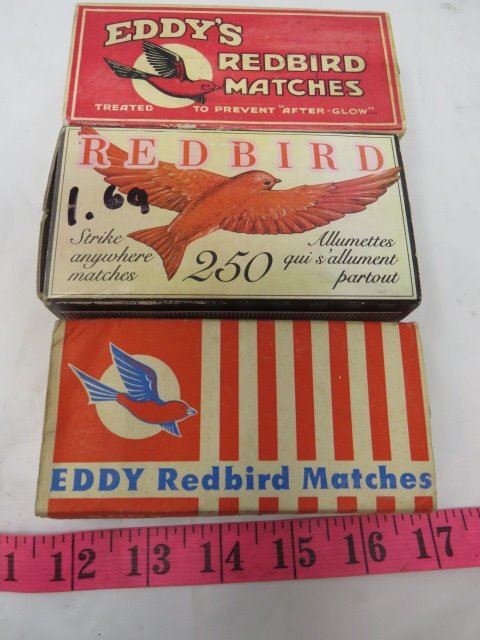 EDDY'S
REDBIRD
MATCHES
TREATED TO PREVENT "AFTER-GLOW"
REDBIRD
1.69
Strike
anywhere
matches
250
Allumettes
qui s'allument
partout
EDDY Redbird Matches
1 12 13 14 15 16 17